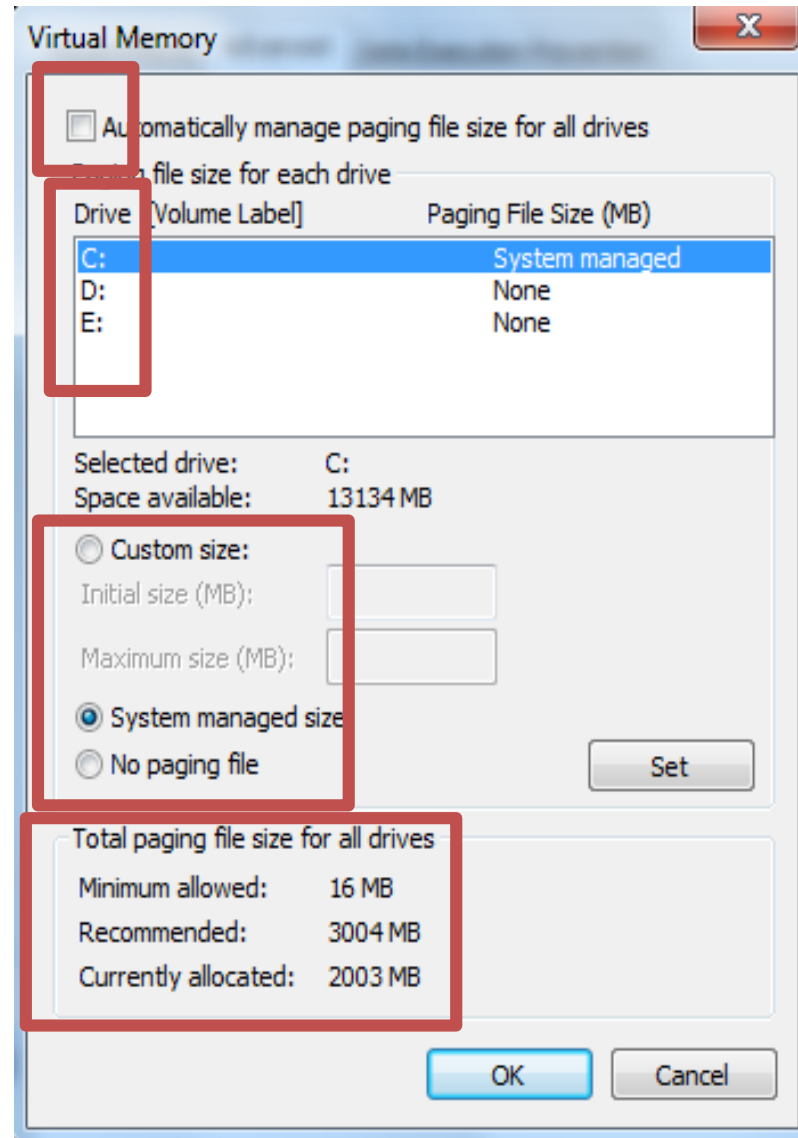 Virtual Memory
Automatically manage paging file size for all drives
file size for each drive
Drive [Volume Label] Paging File Size (MB)
C: System managed
D: None
E: None
Selected drive: C:
Space available: 13134 MB
Custom size:
Initial size (MB):
Maximum size (MB):
System managed size
No paging file
Set
Total paging file size for all drives
Minimum allowed: 16 MB
Recommended: 3004 MB
Currently allocated: 2003 MB
OK Cancel